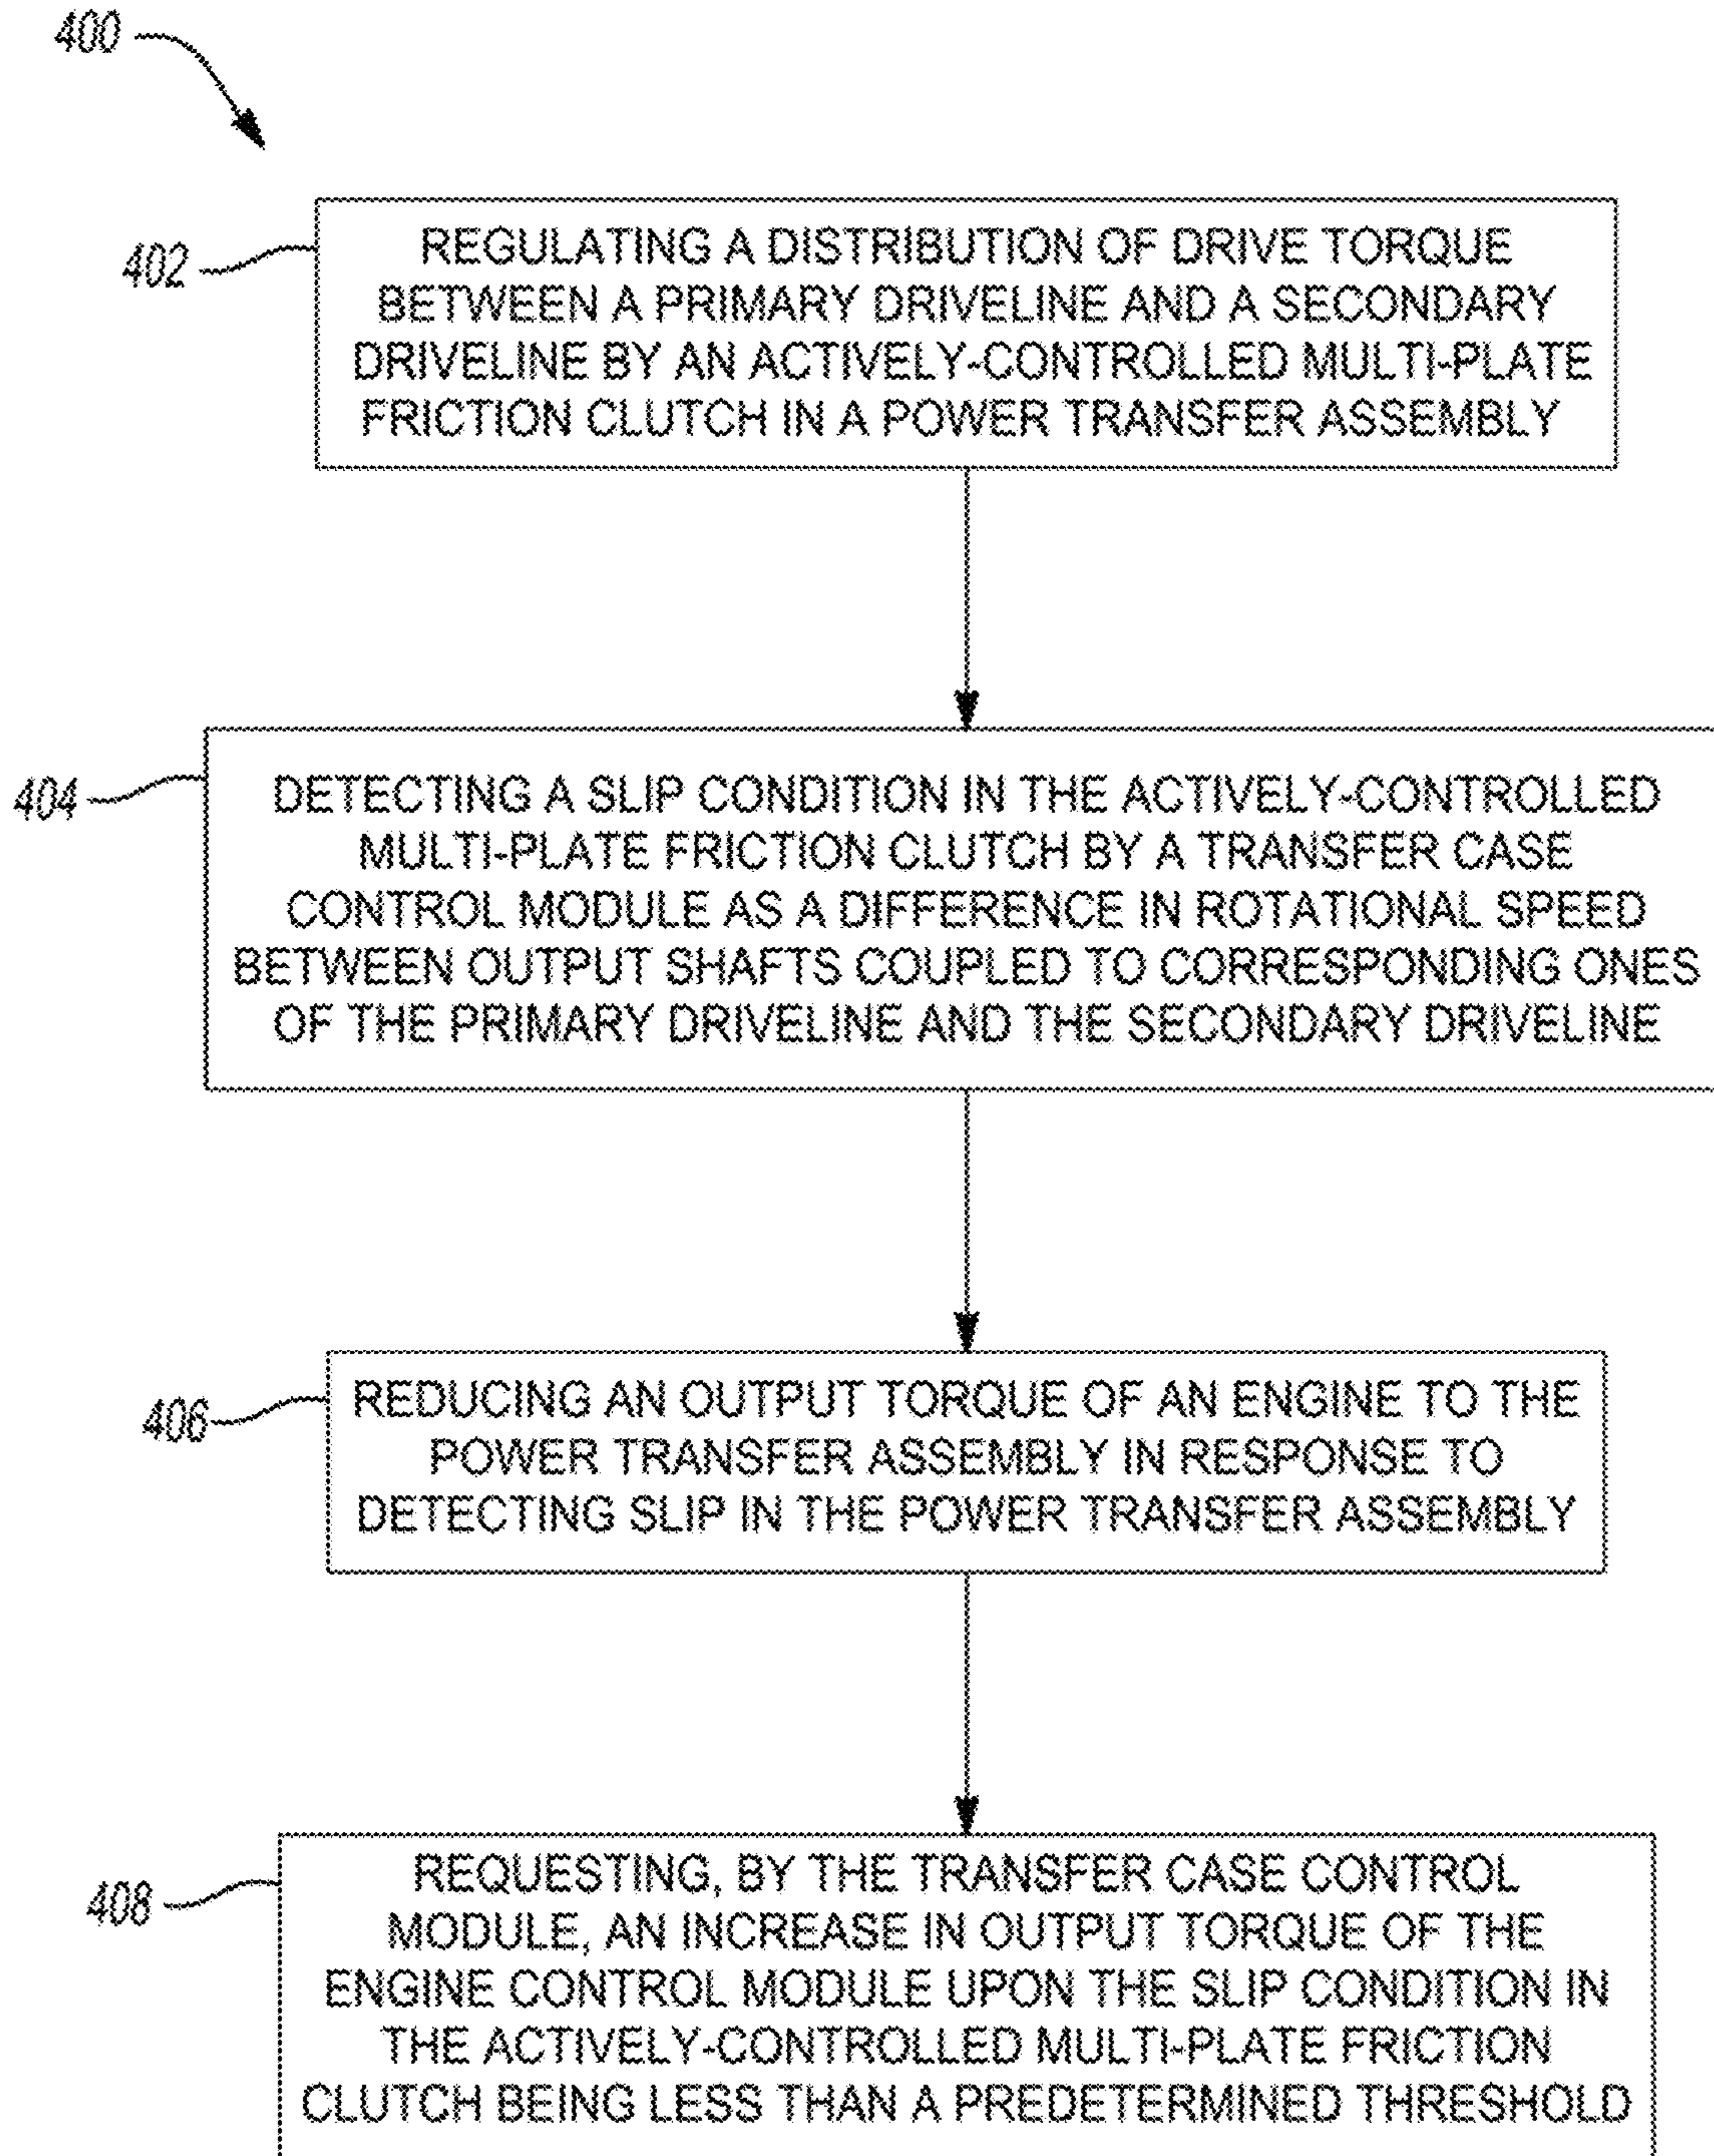 400
402
REGULATING A DISTRIBUTION OF DRIVE TORQUE
BETWEEN A PRIMARY DRIVELINE AND A SECONDARY
DRIVELINE BY AN ACTIVELY-CONTROLLED MULTI-PLATE
FRICTION CLUTCH IN A POWER TRANSFER ASSEMBLY
404
DETECTING A SLIP CONDITION IN THE ACTIVELY-CONTROLLED
MULTI-PLATE FRICTION CLUTCH BY A TRANSFER CASE
CONTROL MODULE AS A DIFFERENCE IN ROTATIONAL SPEED
BETWEEN OUTPUT SHAFTS COUPLED TO CORRESPONDING ONES
OF THE PRIMARY DRIVELINE AND THE SECONDARY DRIVELINE
406
REDUCING AN OUTPUT TORQUE OF AN ENGINE TO THE
POWER TRANSFER ASSEMBLY IN RESPONSE TO
DETECTING SLIP IN THE POWER TRANSFER ASSEMBLY
408
REQUESTING, BY THE TRANSFER CASE CONTROL
MODULE, AN INCREASE IN OUTPUT TORQUE OF THE
ENGINE CONTROL MODULE UPON THE SLIP CONDITION IN
THE ACTIVELY-CONTROLLED MULTI-PLATE FRICTION
CLUTCH BEING LESS THAN A PREDETERMINED THRESHOLD